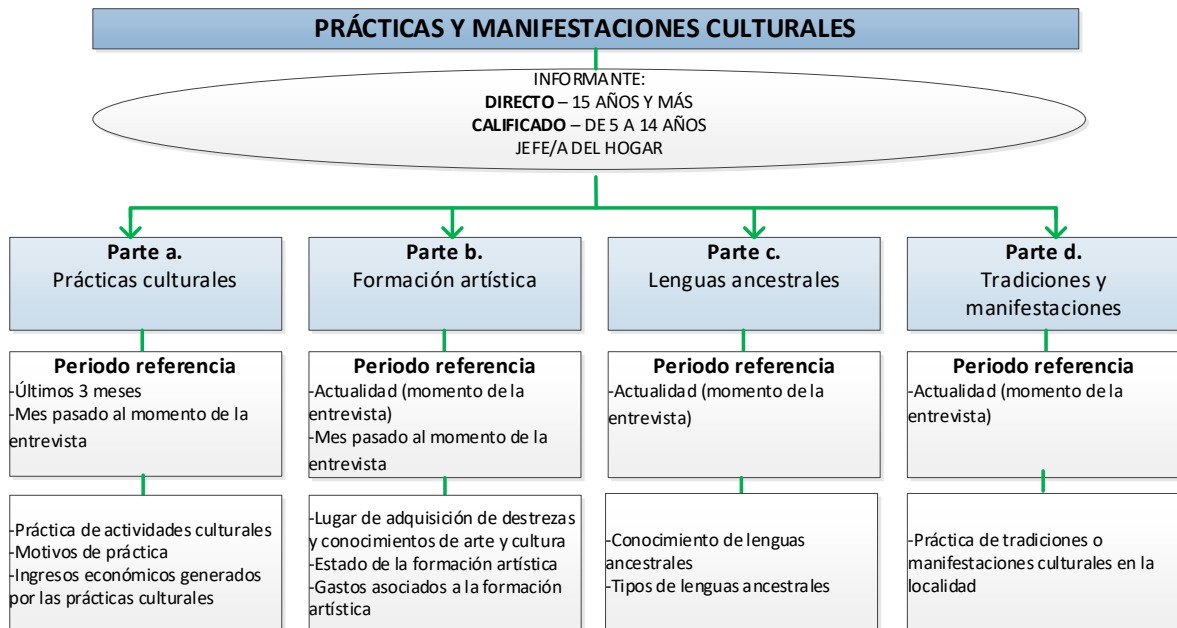 PRÁCTICAS Y MANIFESTACIONES CULTURALES
INFORMANTE:
DIRECTO – 15 AÑOS Y MÁS
CALIFICADO – DE 5 A 14 AÑOS
JEFE/A DEL HOGAR
Parte a.
Prácticas culturales
Parte b.
Formación artística
Parte c.
Lenguas ancestrales
Parte d.
Tradiciones y
manifestaciones
Periodo referencia
-Últimos 3 meses
-Mes pasado al momento de la
entrevista
Periodo referencia
-Actualidad (momento de la
entrevista)
-Mes pasado al momento de la
entrevista
Periodo referencia
-Actualidad (momento de la
entrevista)
Periodo referencia
-Actualidad (momento de la
entrevista)
-Práctica de actividades culturales
-Motivos de práctica
-Ingresos económicos generados
por las prácticas culturales
-Lugar de adquisición de destrezas
y conocimientos de arte y cultura
-Estado de la formación artística
-Gastos asociados a la formación
artística
-Conocimiento de lenguas
ancestrales
-Tipos de lenguas ancestrales
-Práctica de tradiciones o
manifestaciones culturales en la
localidad